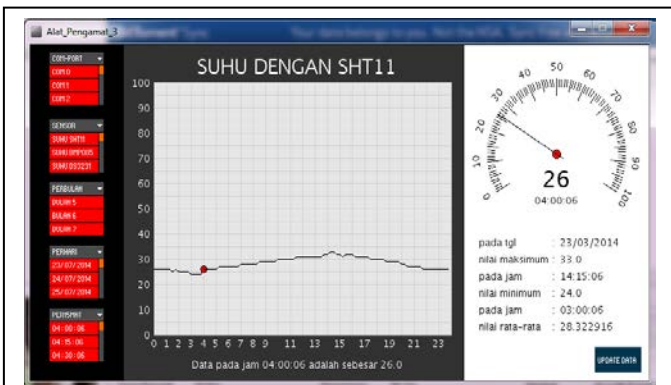 Alat_Pengamat_3
COM-PORT
COM 0
COM 1
COM 2
SENSOR
SUHU SHT11
SUHU BMP085
SUHU DS3231
PERBULAN
BULAN 5
BULAN 6
BULAN 7
PERHARI
23/07/2014
24/07/2014
25/07/2014
04:00:06
04:15:06
04:30:06
SUHU DENGAN SHT11
100
90
80
70
60
50
40
30
20
10
0
0 1 2 3 4 5 6 7 8 9 11 13 15 17 19 21 23
Data pada jam 04:00:06 adalah sebesar 26.0
0 10 20 30 40 50 60 70 80 90 100
26
04:00:06
pada tgl : 23/03/2014
nilai maksimum : 33.0
pada jam : 14:15:06
nilai minimum : 24.0
pada jam : 03:00:06
nilai rata-rata : 28.322916
UPDATE DATA